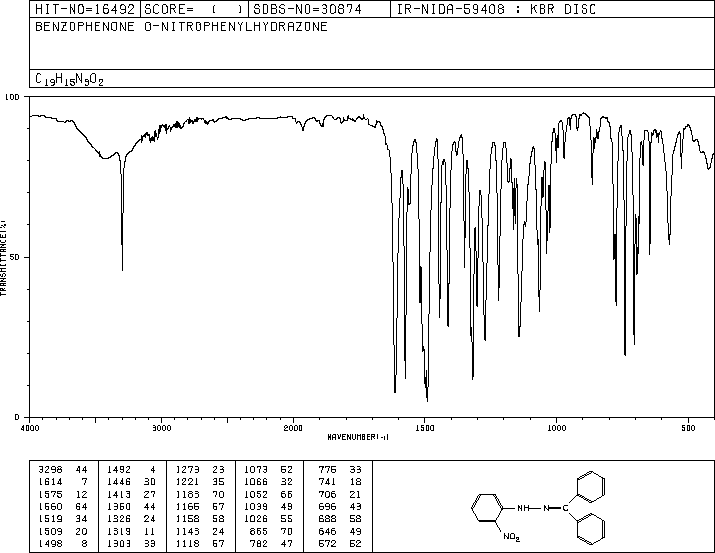 HIT-NO=16492 SCORE= ( ) SDBS-NO=30874 IR-NIDA-59408 : KBR DISC
BENZOPHENONE O-NITROPHENYLHYDRAZONE
C19H15N3O2
100
TRANSMITTANCE(%)
50
0
4000 3000 2000 1500 1000 500
WAVENUMBER(-1)
3298 44 1492 4 1273 23 1073 62 775 33
1614 7 1446 30 1221 35 1066 32 741 18
1575 12 1413 27 1183 70 1052 66 706 21
1560 64 1350 44 1165 57 1039 49 696 43
1519 34 1326 24 1158 58 1026 55 688 58
1509 20 1319 11 1143 24 865 70 646 49
1498 8 1303 33 1118 57 782 47 572 52
NH N C
NO2